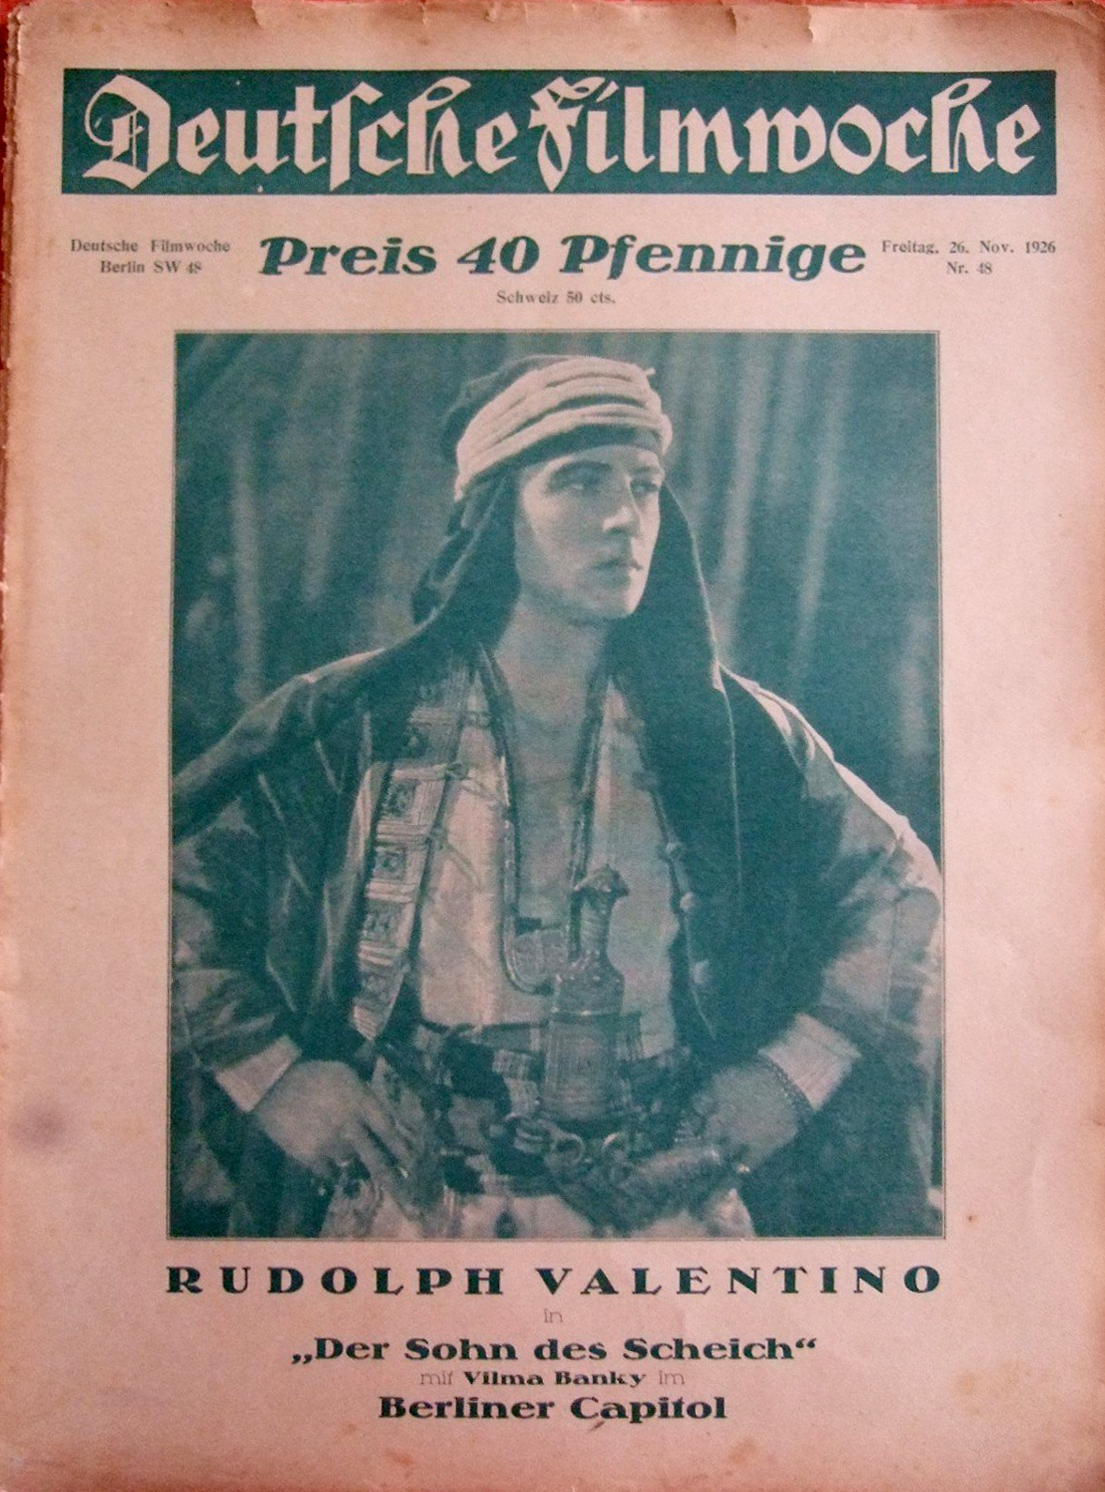 Deutsche Filmwoche
Deutsche Filmwoche
Berlin SW 48
Preis 40 Pfennige
Freitag, 26. Nov. 1926
Nr. 48
Schweiz 50 cts.
RUDOLPH VALENTINO
in
„Der Sohn des Scheich“
mit Vilma Banky im
Berliner Capitol